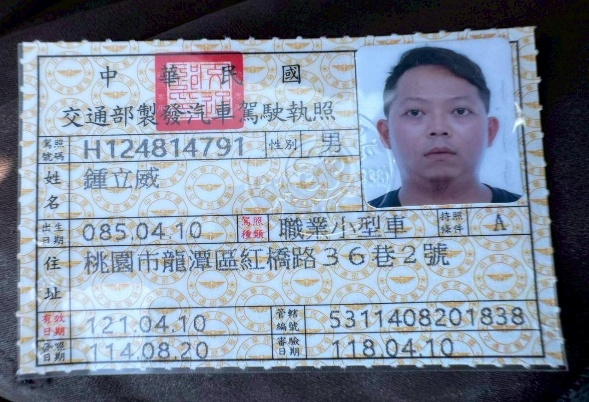 中華民國
交通部製發汽車駕駛執照
駕照號碼 H124814791 性別 男
姓名 鍾立威
出生日期 085.04.10 駕照種類 職業小型車 持照條件 A
住址 桃園市龍潭區紅橋路36巷2號
有效日期 121.04.10 管轄編號 5311408201838
日期 114.08.20 審驗日期 118.04.10